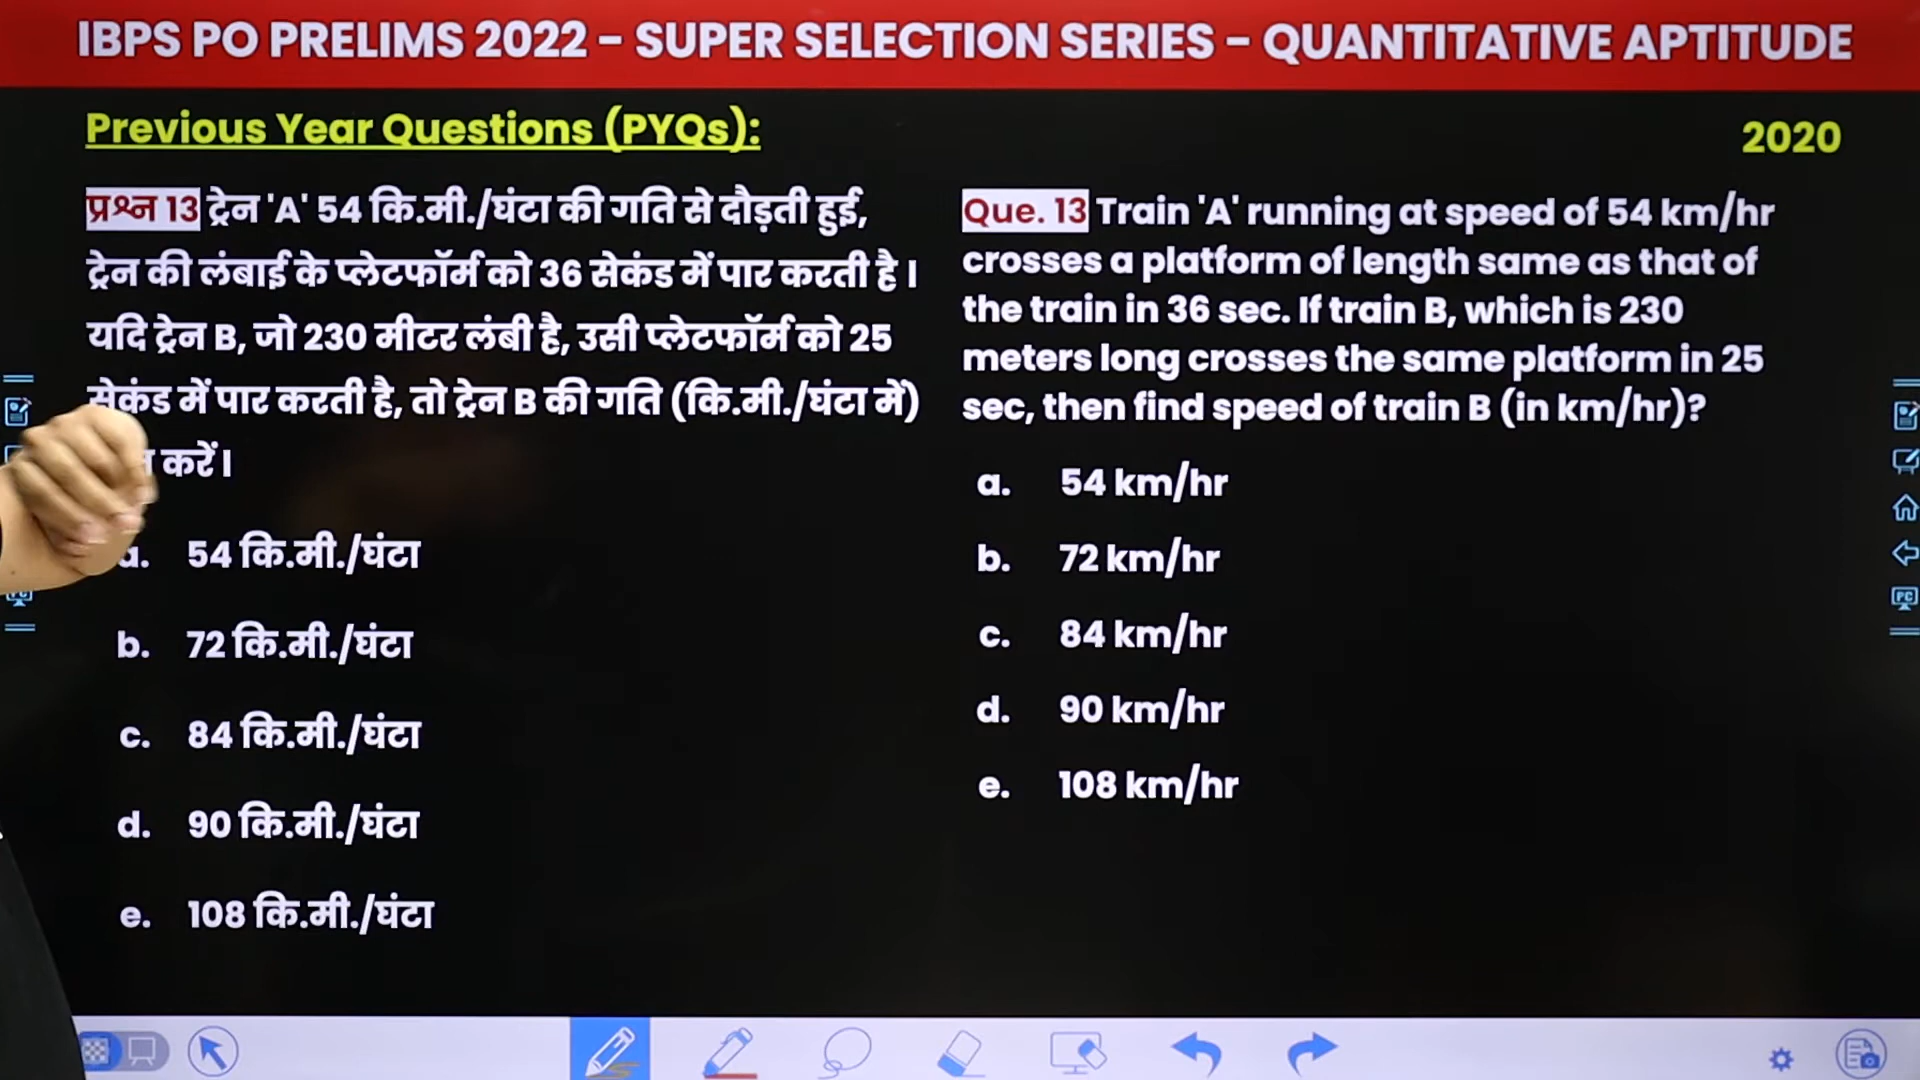 IBPS PO PRELIMS 2022 - SUPER SELECTION SERIES - QUANTITATIVE APTITUDE
Previous Year Questions (PYQs):
2020
प्रश्न 13 ट्रेन 'A' 54 कि.मी./घंटा की गति से दौड़ती हुई,
ट्रेन की लंबाई के प्लेटफॉर्म को 36 सेकंड में पार करती है।
यदि ट्रेन B, जो 230 मीटर लंबी है, उसी प्लेटफॉर्म को 25
सेकंड में पार करती है, तो ट्रेन B की गति (कि.मी./घंटा में)
करें।
a. 54 कि.मी./घंटा
b. 72 कि.मी./घंटा
c. 84 कि.मी./घंटा
d. 90 कि.मी./घंटा
e. 108 कि.मी./घंटा
Que. 13 Train 'A' running at speed of 54 km/hr
crosses a platform of length same as that of
the train in 36 sec. If train B, which is 230
meters long crosses the same platform in 25
sec, then find speed of train B (in km/hr)?
a. 54 km/hr
b. 72 km/hr
c. 84 km/hr
d. 90 km/hr
e. 108 km/hr
PC